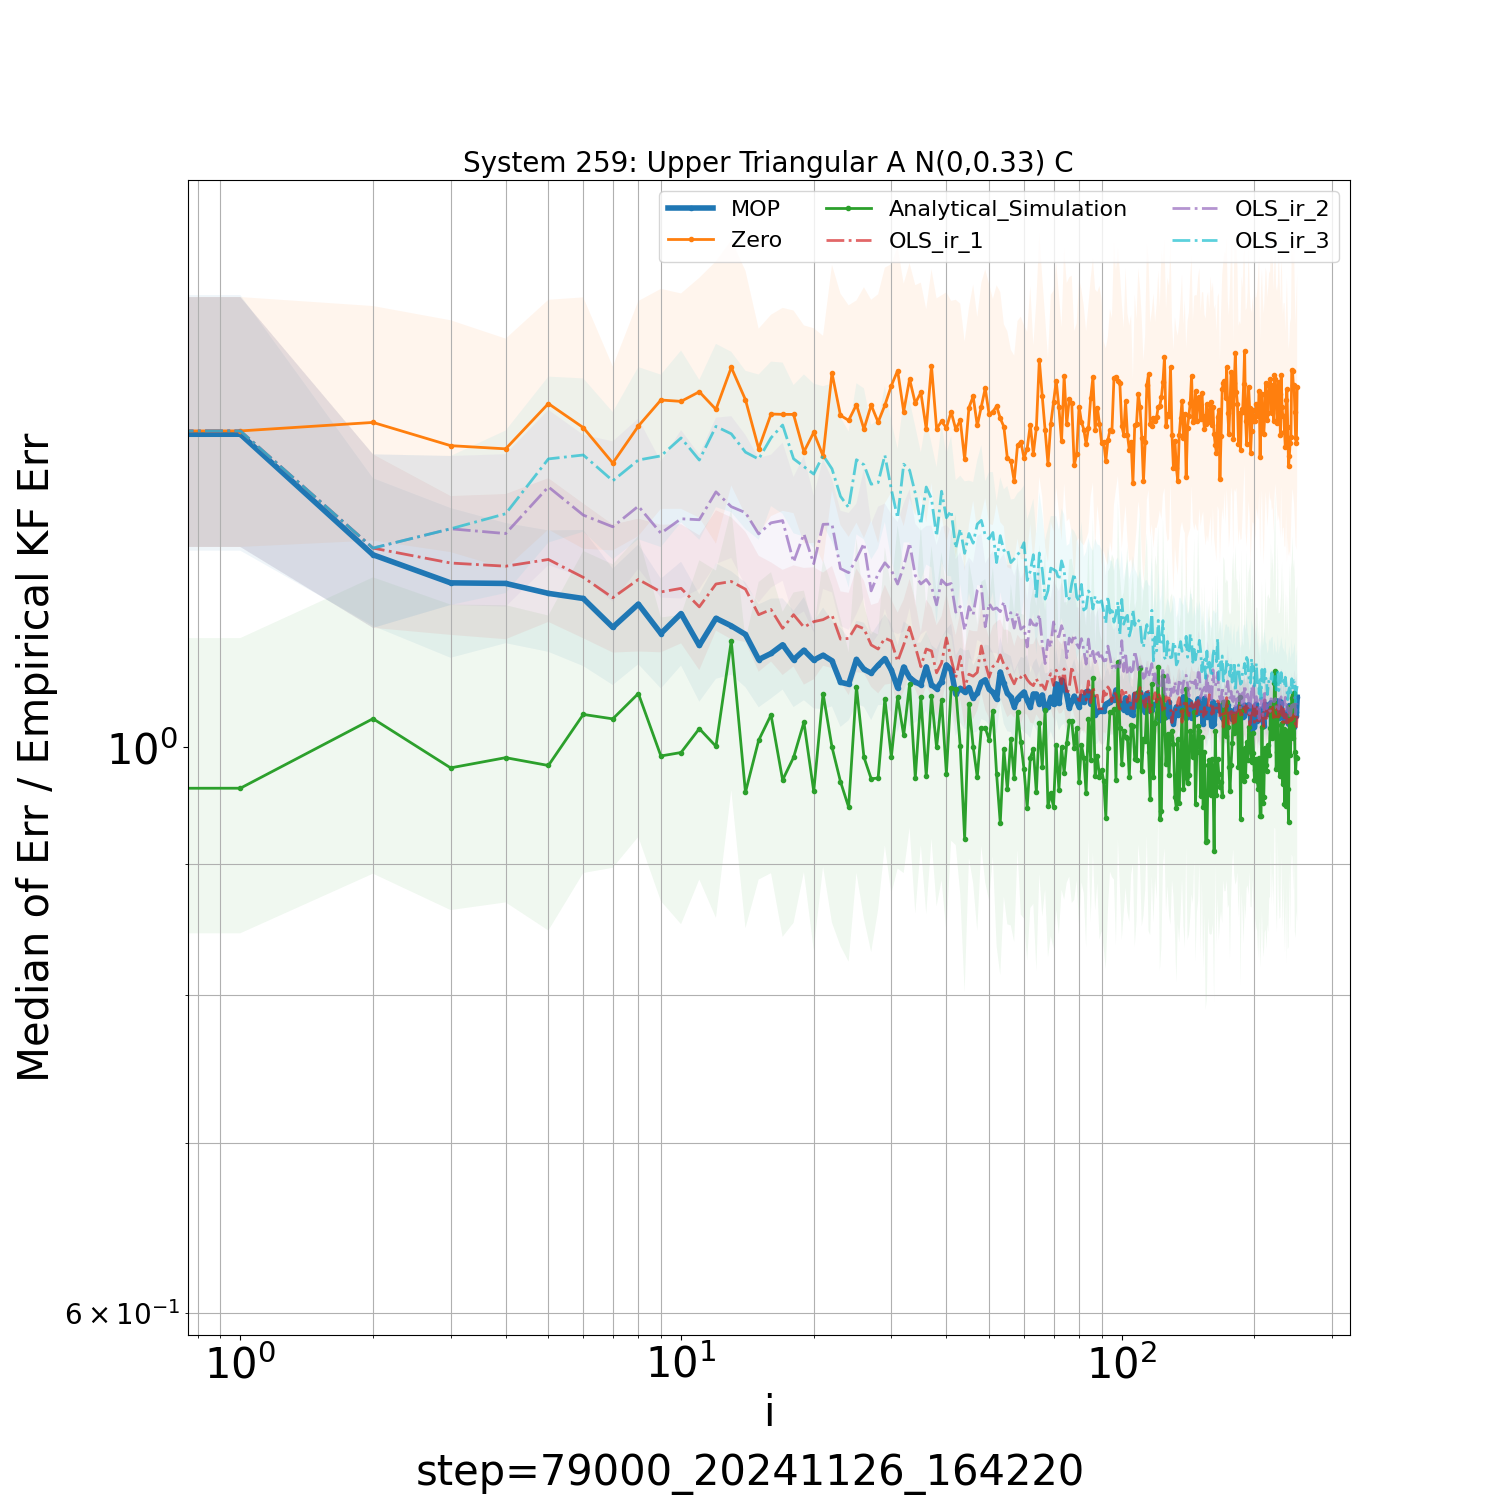 System 259: Upper Triangular A N(0,0.33) C
MOP
Zero
Analytical_Simulation
OLS_ir_1
OLS_ir_2
OLS_ir_3
Median of Err / Empirical KF Err
10⁰
6 × 10⁻¹
10⁰ 10¹ 10²
i
step=79000_20241126_164220